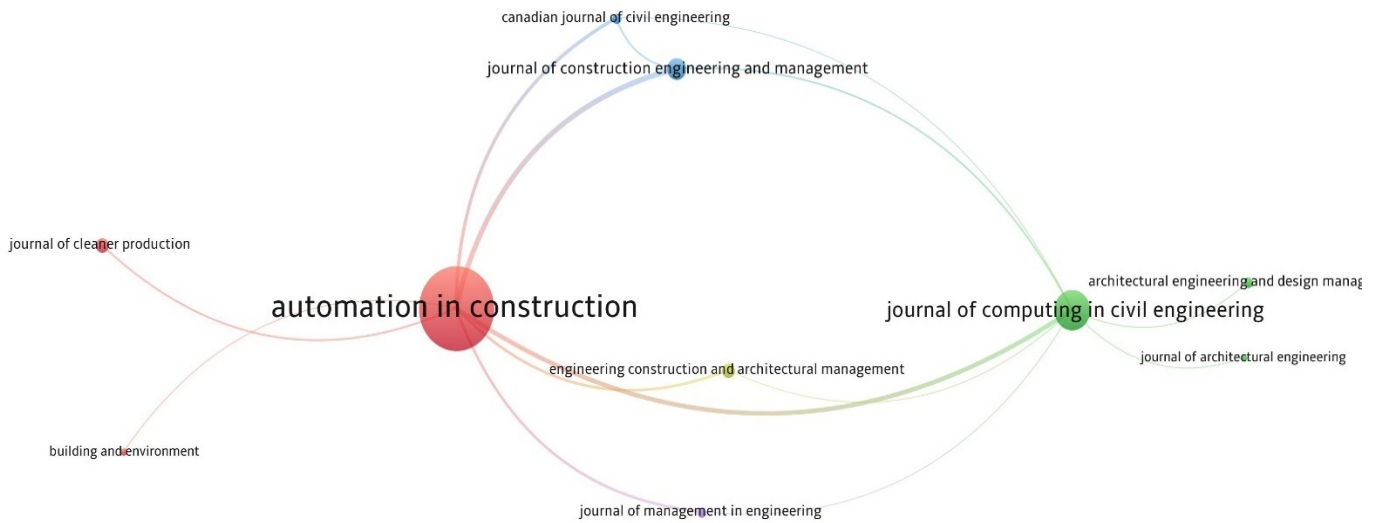 canadian journal of civil engineering
journal of construction engineering and management
journal of cleaner production
architectural engineering and design manag
automation in construction
journal of computing in civil engineering
journal of architectural engineering
engineering construction and architectural management
building and environment
journal of management in engineering